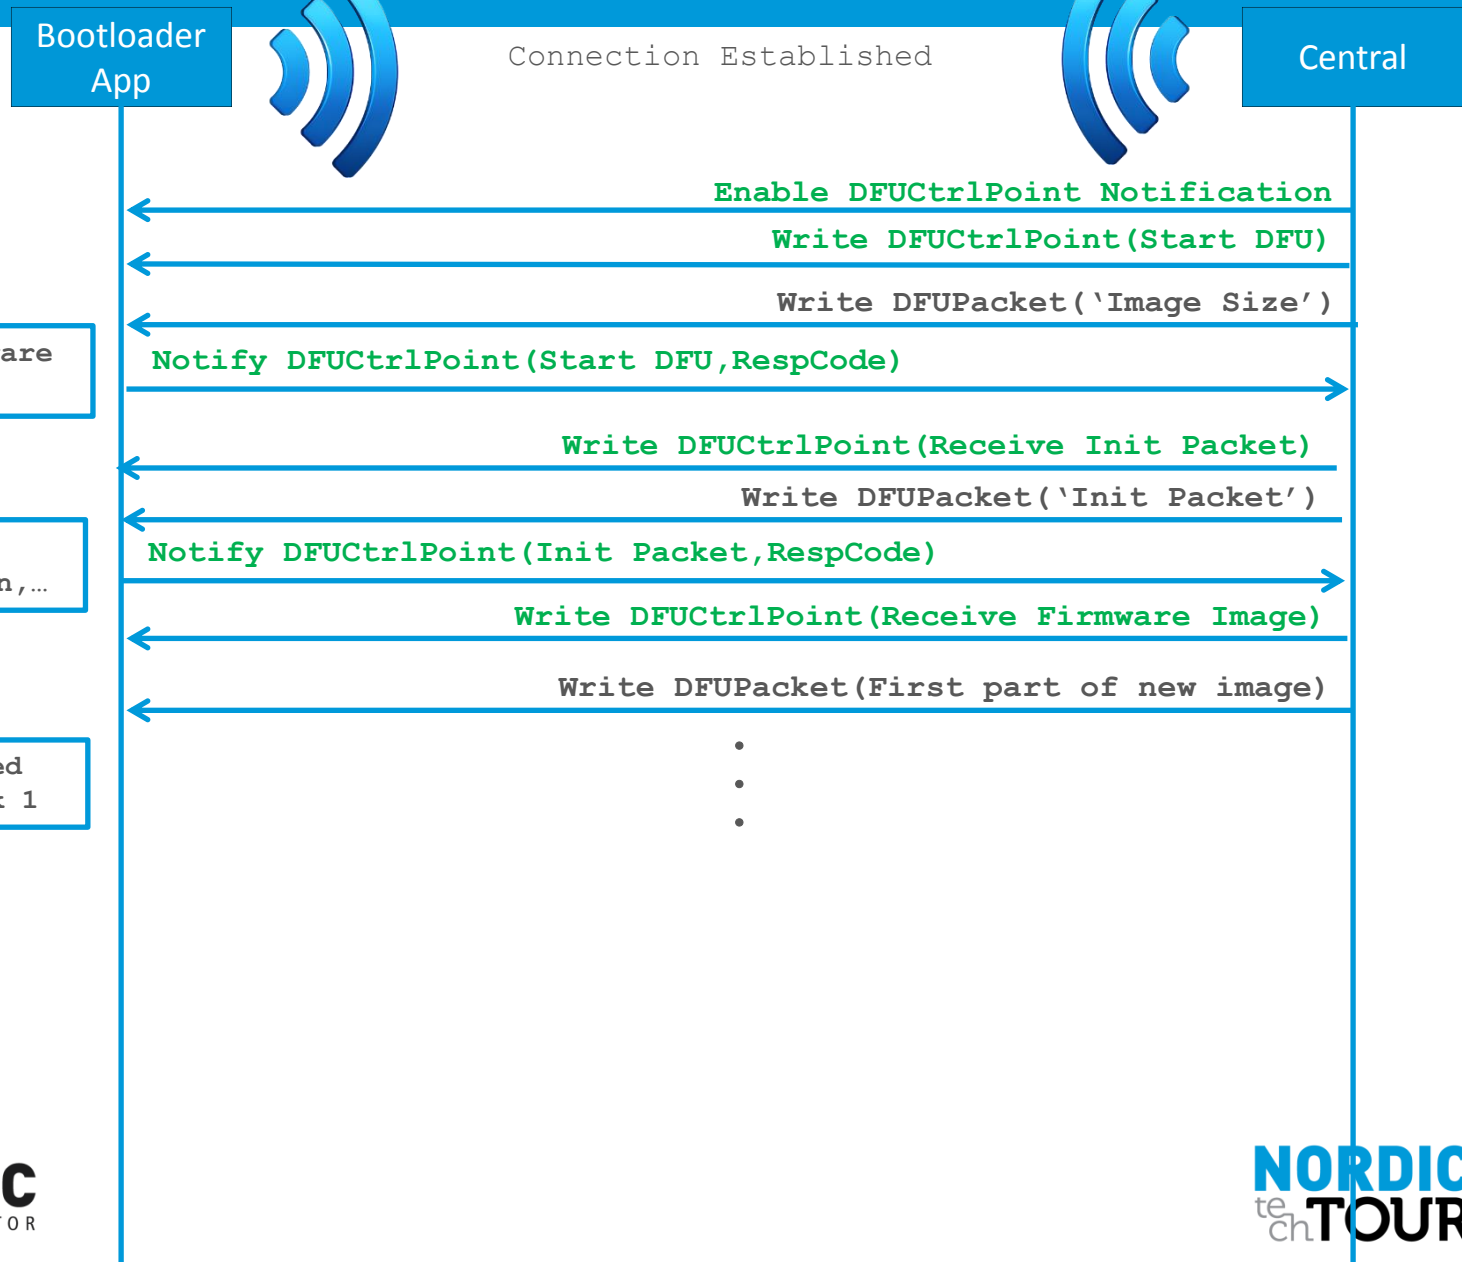 Bootloader
App
Connection Established
Central
Enable DFUCtrlPoint Notification
Write DFUCtrlPoint(Start DFU)
Write DFUPacket(‘Image Size’)
Notify DFUCtrlPoint(Start DFU,RespCode)
Write DFUCtrlPoint(Receive Init Packet)
Write DFUPacket(‘Init Packet’)
Notify DFUCtrlPoint(Init Packet,RespCode)
n,…
Write DFUCtrlPoint(Receive Firmware Image)
Write DFUPacket(First part of new image)
ed
1
C
TOR
NORDIC
tech TOUR